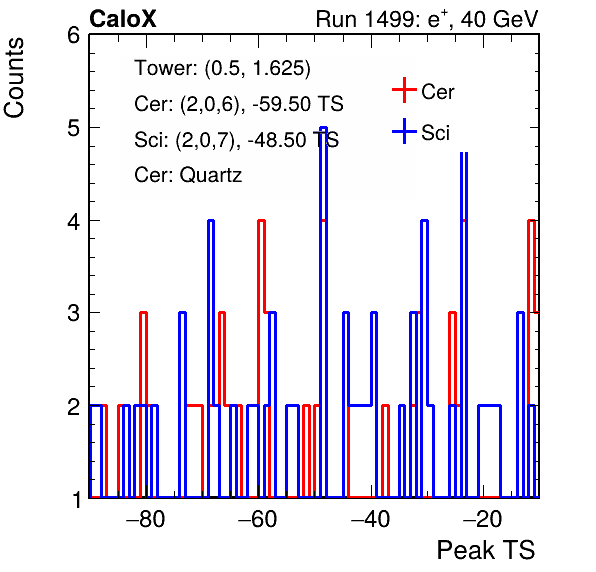 CaloX Run 1499: e⁺, 40 GeV
Counts
6
5
4
3
2
1
Tower: (0.5, 1.625)
Cer: (2,0,6), -59.50 TS
Sci: (2,0,7), -48.50 TS
Cer: Quartz
Cer
Sci
−80 −60 −40 −20
Peak TS